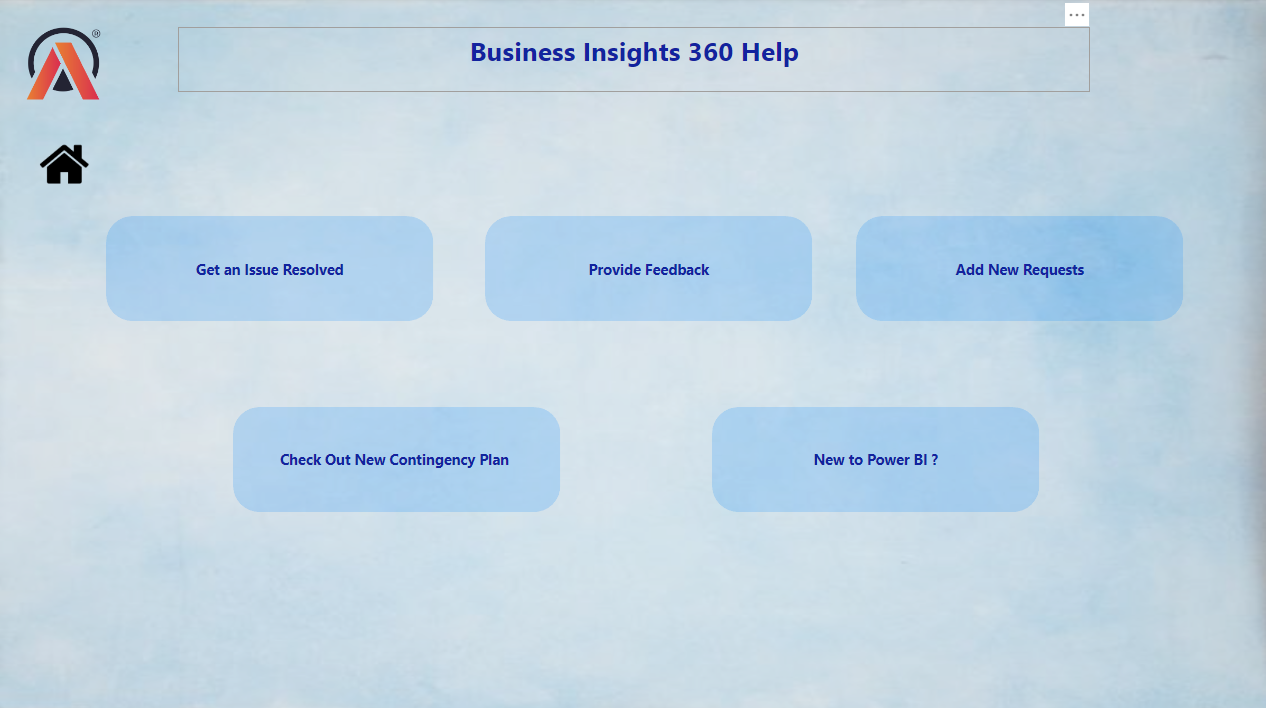 Business Insights 360 Help
Get an Issue Resolved
Provide Feedback
Add New Requests
Check Out New Contingency Plan
New to Power BI ?